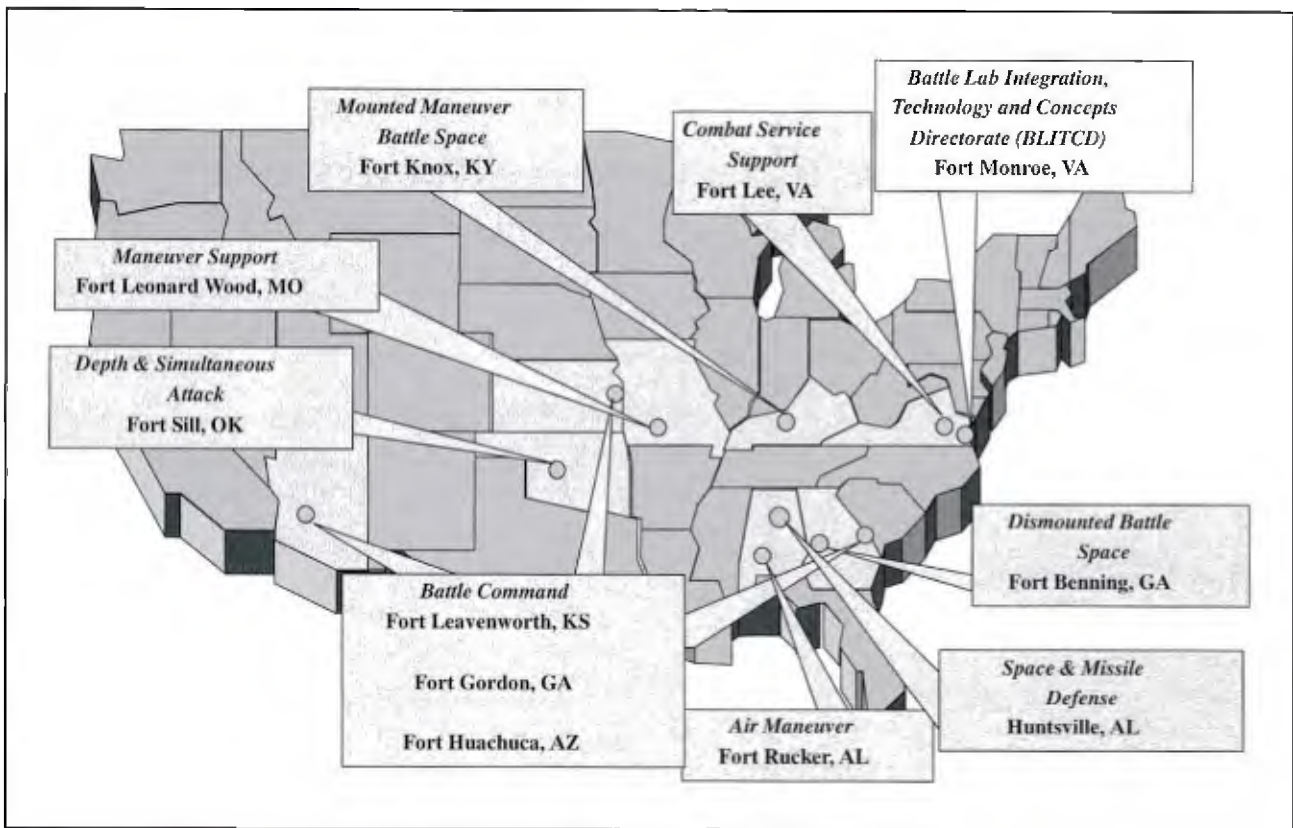 Mounted Maneuver
Battle Space
Fort Knox, KY
Battle Lab Integration,
Technology and Concepts
Directorate (BLITCD)
Fort Monroe, VA
Combat Service
Support
Fort Lee, VA
Maneuver Support
Fort Leonard Wood, MO
Depth & Simultaneous
Attack
Fort Sill, OK
Dismounted Battle
Space
Fort Benning, GA
Battle Command
Fort Leavenworth, KS
Fort Gordon, GA
Fort Huachuca, AZ
Space & Missile
Defense
Huntsville, AL
Air Maneuver
Fort Rucker, AL